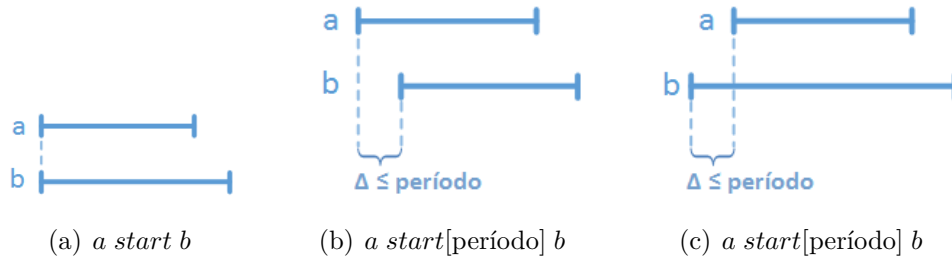 a
b
(a) a start b
a
b
Δ ≤ período
(b) a start[período] b
a
b
Δ ≤ período
(c) a start[período] b